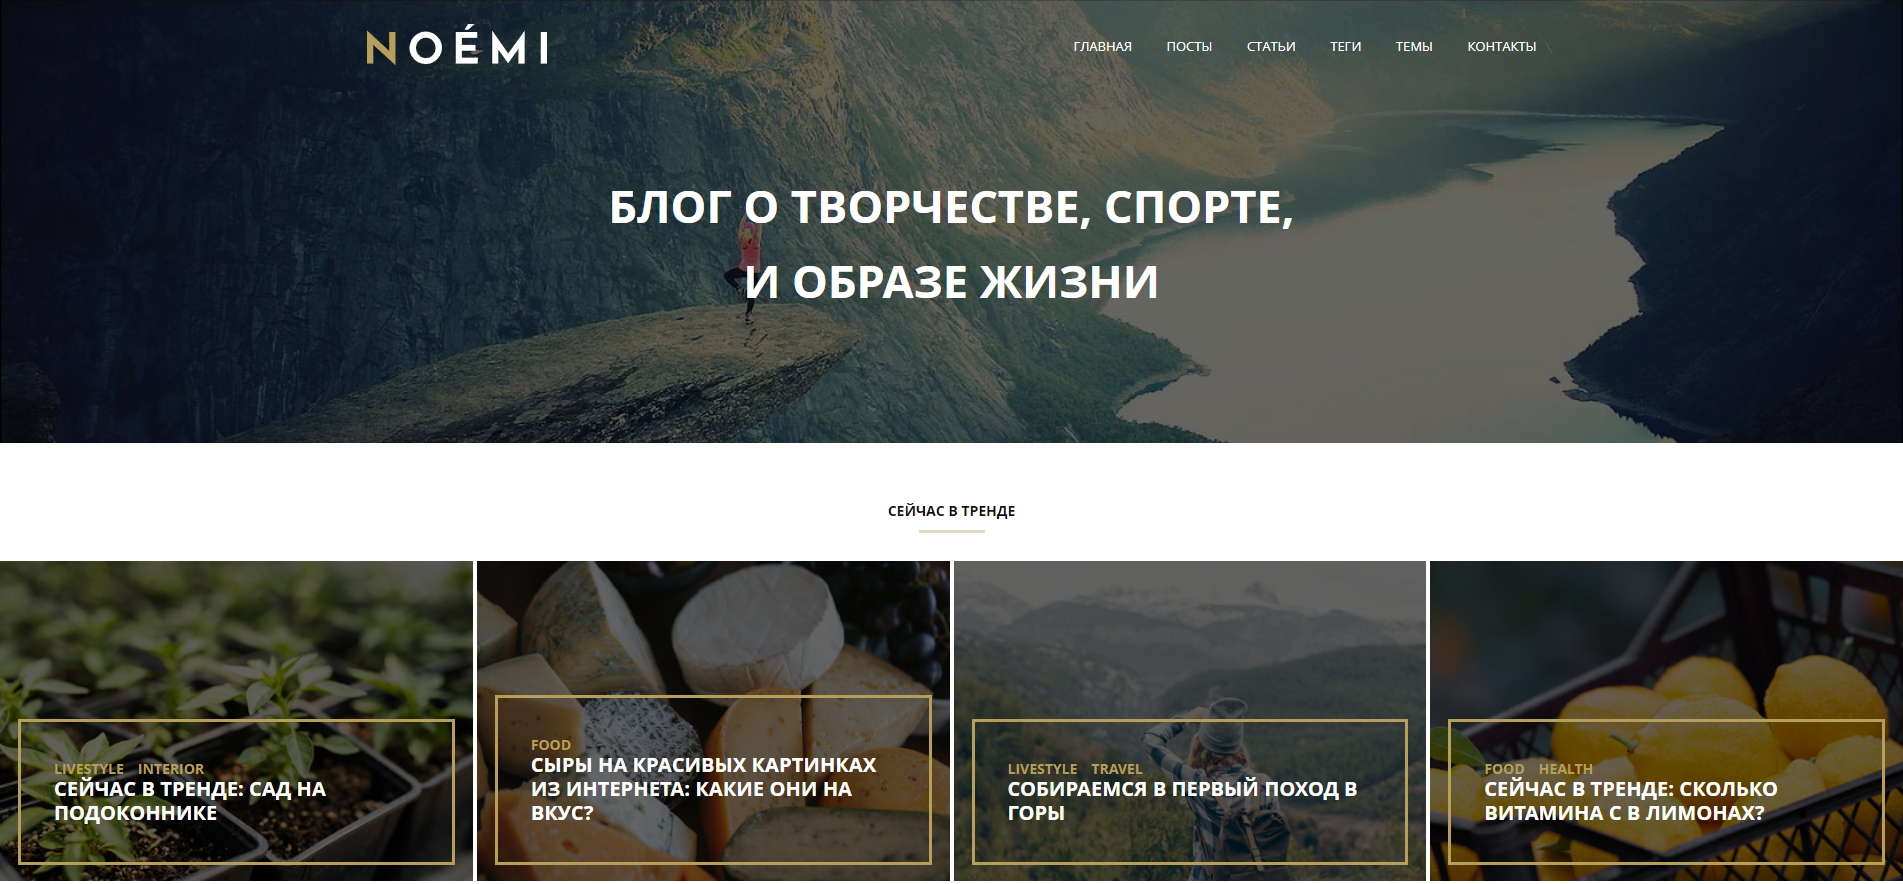 NOÉMI
ГЛАВНАЯ ПОСТЫ СТАТЬИ ТЕГИ ТЕМЫ КОНТАКТЫ
БЛОГ О ТВОРЧЕСТВЕ, СПОРТЕ,
И ОБРАЗЕ ЖИЗНИ
СЕЙЧАС В ТРЕНДЕ
LIVESTYLE INTERIOR
СЕЙЧАС В ТРЕНДЕ: САД НА
ПОДОКОННИКЕ
FOOD
СЫРЫ НА КРАСИВЫХ КАРТИНКАХ
ИЗ ИНТЕРНЕТА: КАКИЕ ОНИ НА
ВКУС?
LIVESTYLE TRAVEL
СОБИРАЕМСЯ В ПЕРВЫЙ ПОХОД В
ГОРЫ
FOOD HEALTH
СЕЙЧАС В ТРЕНДЕ: СКОЛЬКО
ВИТАМИНА С В ЛИМОНАХ?